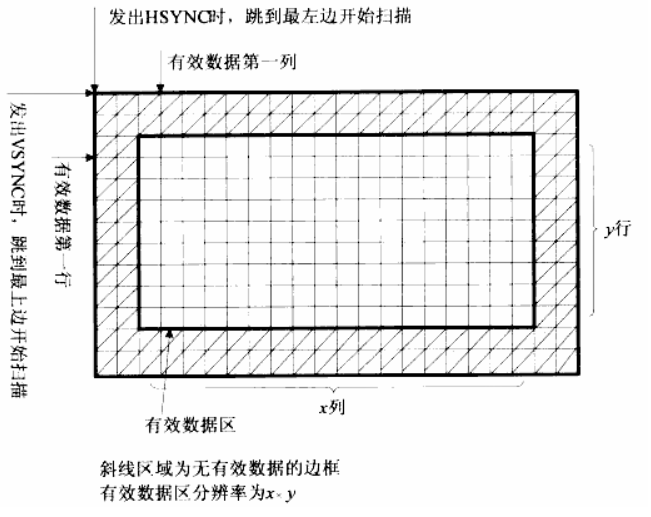 发出HSYNC时，跳到最左边开始扫描
有效数据第一列
发出VSYNC时，跳到最上边开始扫描
有效数据第一行
y行
x列
有效数据区
斜线区域为无有效数据的边框
有效数据区分辨率为x×y